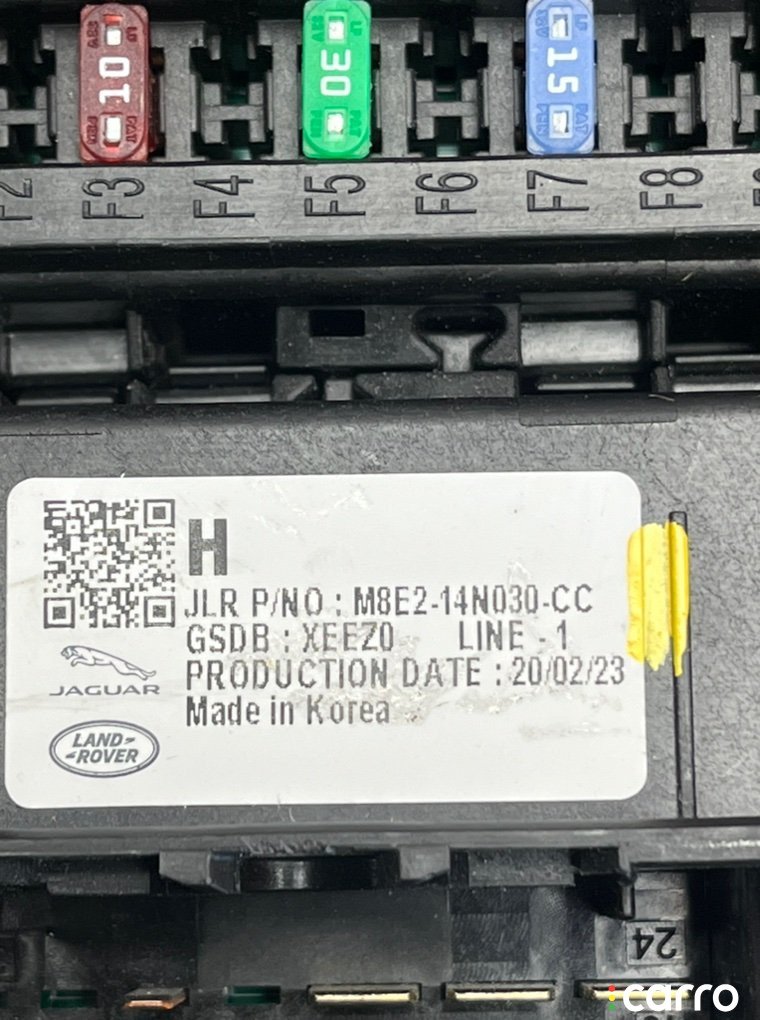 10
30
15
F2 F3 F4 F5 F6 F7 F8
H
JLR P/NO : M8E2-14N030-CC
GSDB : XEEZ0 LINE - 1
PRODUCTION DATE : 20/02/23
Made in Korea
JAGUAR
LAND-
-ROVER
24
carro